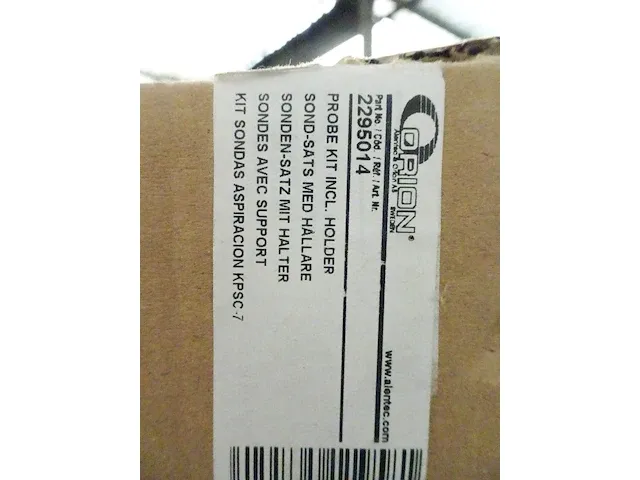 ORION®
Alentec & Orion AB
www.alentec.com
Part.No / Cód. / Réf. / Art. Nr.
2295014
PROBE KIT INCL. HOLDER
SOND-SATS MED HÅLLARE
SONDEN-SATZ MIT HALTER
SONDES AVEC SUPPORT
KIT SONDAS ASPIRACION KPSC-7